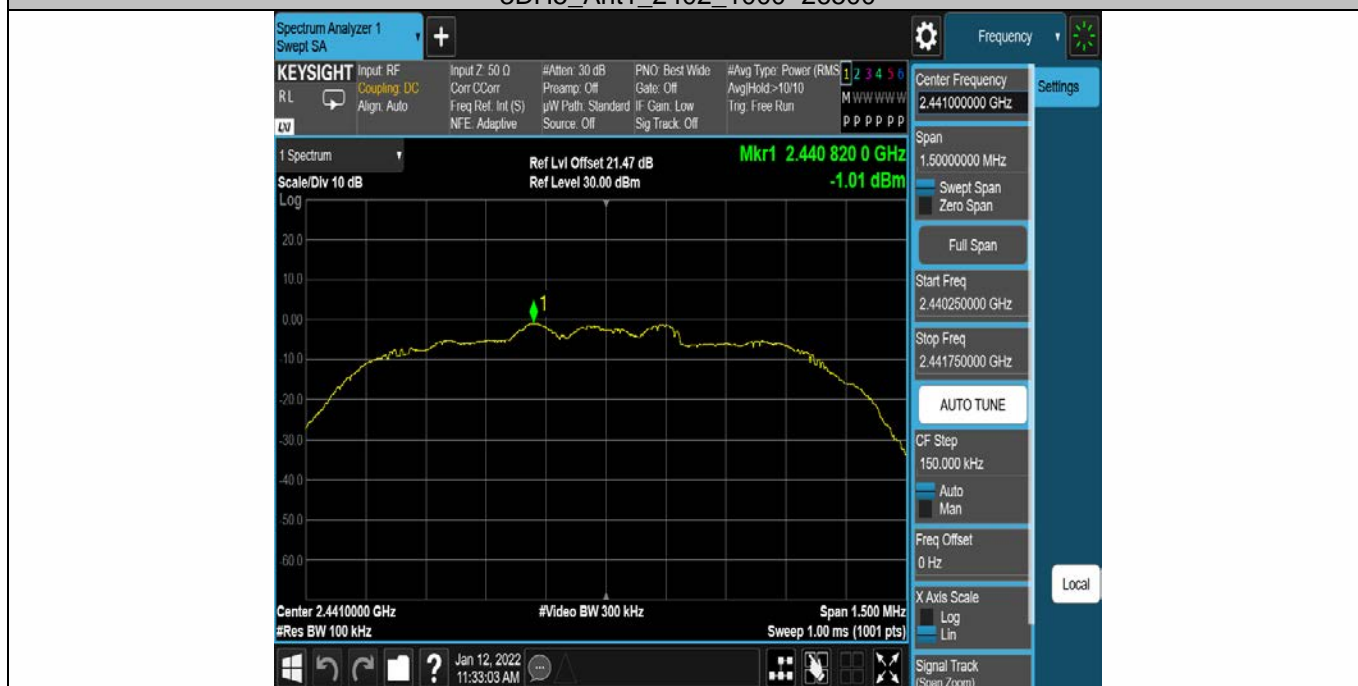 Spectrum Analyzer 1
Swept SA
+
Frequency
KEYSIGHT
RL
LXI
Input: RF
Coupling: DC
Align: Auto
Input Z: 50 Ω
Corr CCorr
Freq Ref: Int (S)
NFE: Adaptive
#Atten: 30 dB
Preamp: Off
µW Path: Standard
Source: Off
PNO: Best Wide
Gate: Off
IF Gain: Low
Sig Track: Off
#Avg Type: Power (RMS
Avg|Hold:>10/10
Trig: Free Run
1 2 3 4 5 6
M W W W W W
P P P P P P
1 Spectrum
Scale/Div 10 dB
Ref Lvl Offset 21.47 dB
Ref Level 30.00 dBm
Mkr1 2.440 820 0 GHz
-1.01 dBm
Log
20.0
10.0
0.00
-10.0
-20.0
-30.0
-40.0
-50.0
-60.0
1
Center 2.4410000 GHz
#Res BW 100 kHz
#Video BW 300 kHz
Span 1.500 MHz
Sweep 1.00 ms (1001 pts)
?
Jan 12, 2022
11:33:03 AM
Center Frequency
2.441000000 GHz
Span
1.50000000 MHz
Swept Span
Zero Span
Full Span
Start Freq
2.440250000 GHz
Stop Freq
2.441750000 GHz
AUTO TUNE
CF Step
150.000 kHz
Auto
Man
Freq Offset
0 Hz
X Axis Scale
Log
Lin
Signal Track
(Span Zoom)
Settings
Local